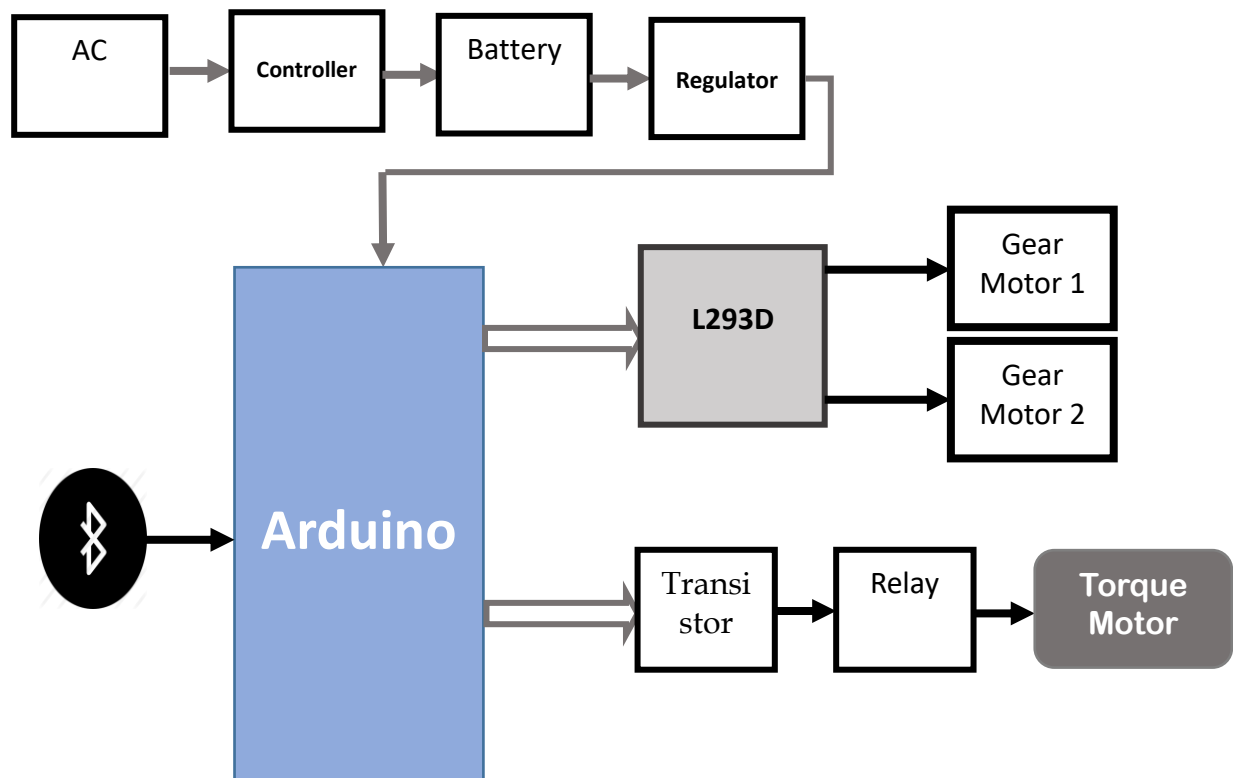 AC
Controller
Battery
Regulator
Gear
Motor 1
L293D
Gear
Motor 2
Arduino
Transi
stor
Relay
Torque
Motor